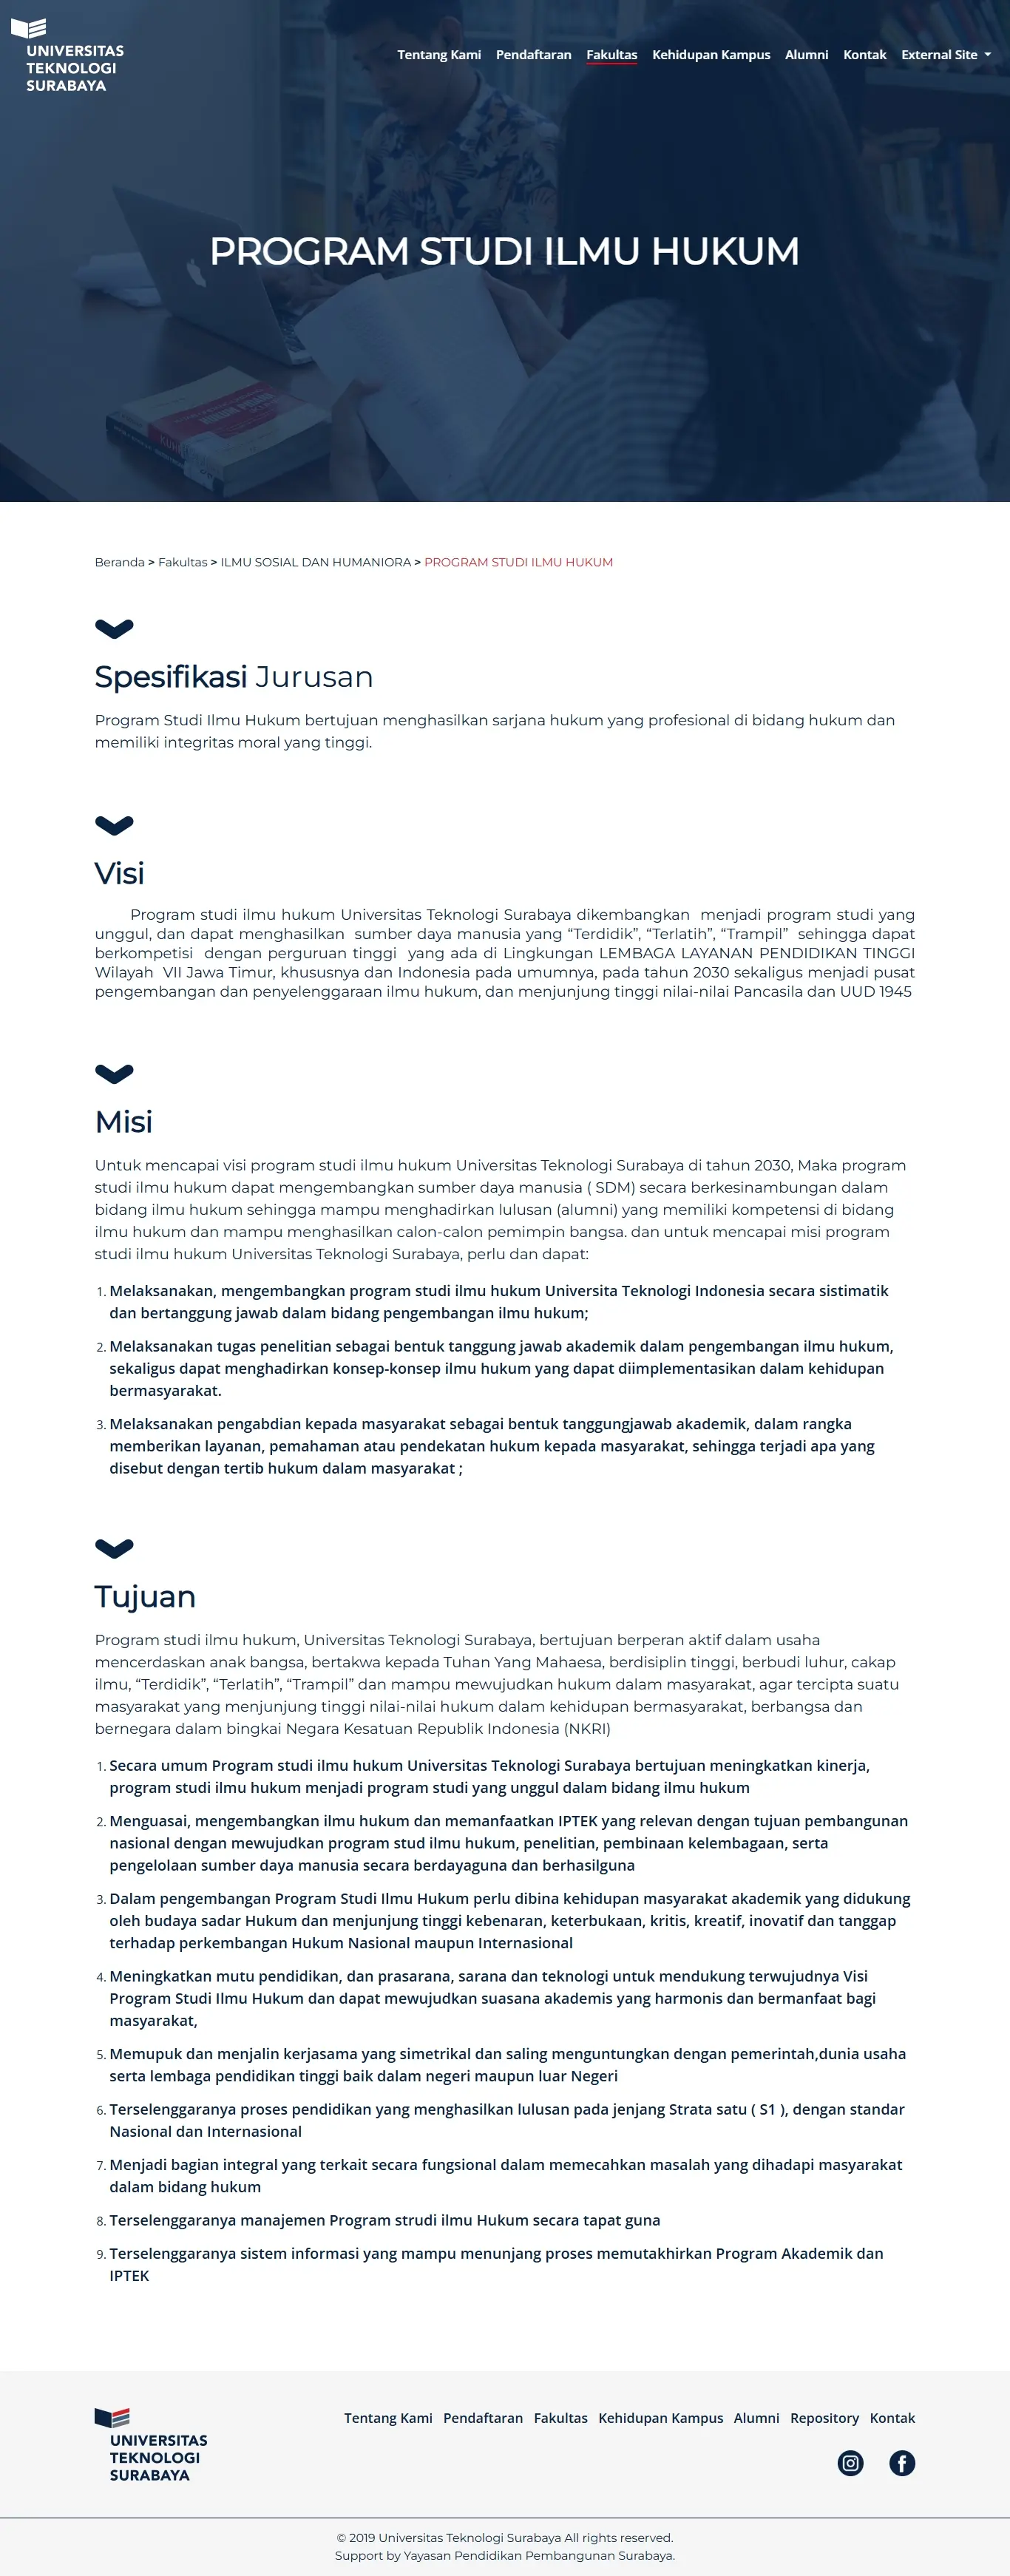 UNIVERSITAS
TEKNOLOGI
SURABAYA
Tentang Kami Pendaftaran Fakultas Kehidupan Kampus Alumni Kontak External Site
PROGRAM STUDI ILMU HUKUM
Beranda > Fakultas > ILMU SOSIAL DAN HUMANIORA > PROGRAM STUDI ILMU HUKUM
Spesifikasi Jurusan
Program Studi Ilmu Hukum bertujuan menghasilkan sarjana hukum yang profesional di bidang hukum dan
memiliki integritas moral yang tinggi.
Visi
Program studi ilmu hukum Universitas Teknologi Surabaya dikembangkan menjadi program studi yang
unggul, dan dapat menghasilkan sumber daya manusia yang “Terdidik”, “Terlatih”, “Trampil” sehingga dapat
berkompetisi dengan perguruan tinggi yang ada di Lingkungan LEMBAGA LAYANAN PENDIDIKAN TINGGI
Wilayah VII Jawa Timur, khususnya dan Indonesia pada umumnya, pada tahun 2030 sekaligus menjadi pusat
pengembangan dan penyelenggaraan ilmu hukum, dan menjunjung tinggi nilai-nilai Pancasila dan UUD 1945
Misi
Untuk mencapai visi program studi ilmu hukum Universitas Teknologi Surabaya di tahun 2030, Maka program
studi ilmu hukum dapat mengembangkan sumber daya manusia ( SDM) secara berkesinambungan dalam
bidang ilmu hukum sehingga mampu menghadirkan lulusan (alumni) yang memiliki kompetensi di bidang
ilmu hukum dan mampu menghasilkan calon-calon pemimpin bangsa. dan untuk mencapai misi program
studi ilmu hukum Universitas Teknologi Surabaya, perlu dan dapat:
1. Melaksanakan, mengembangkan program studi ilmu hukum Universita Teknologi Indonesia secara sistimatik
dan bertanggung jawab dalam bidang pengembangan ilmu hukum;
2. Melaksanakan tugas penelitian sebagai bentuk tanggung jawab akademik dalam pengembangan ilmu hukum,
sekaligus dapat menghadirkan konsep-konsep ilmu hukum yang dapat diimplementasikan dalam kehidupan
bermasyarakat.
3. Melaksanakan pengabdian kepada masyarakat sebagai bentuk tanggungjawab akademik, dalam rangka
memberikan layanan, pemahaman atau pendekatan hukum kepada masyarakat, sehingga terjadi apa yang
disebut dengan tertib hukum dalam masyarakat ;
Tujuan
Program studi ilmu hukum, Universitas Teknologi Surabaya, bertujuan berperan aktif dalam usaha
mencerdaskan anak bangsa, bertakwa kepada Tuhan Yang Mahaesa, berdisiplin tinggi, berbudi luhur, cakap
ilmu, “Terdidik”, “Terlatih”, “Trampil” dan mampu mewujudkan hukum dalam masyarakat, agar tercipta suatu
masyarakat yang menjunjung tinggi nilai-nilai hukum dalam kehidupan bermasyarakat, berbangsa dan
bernegara dalam bingkai Negara Kesatuan Republik Indonesia (NKRI)
1. Secara umum Program studi ilmu hukum Universitas Teknologi Surabaya bertujuan meningkatkan kinerja,
program studi ilmu hukum menjadi program studi yang unggul dalam bidang ilmu hukum
2. Menguasai, mengembangkan ilmu hukum dan memanfaatkan IPTEK yang relevan dengan tujuan pembangunan
nasional dengan mewujudkan program stud ilmu hukum, penelitian, pembinaan kelembagaan, serta
pengelolaan sumber daya manusia secara berdayaguna dan berhasilguna
3. Dalam pengembangan Program Studi Ilmu Hukum perlu dibina kehidupan masyarakat akademik yang didukung
oleh budaya sadar Hukum dan menjunjung tinggi kebenaran, keterbukaan, kritis, kreatif, inovatif dan tanggap
terhadap perkembangan Hukum Nasional maupun Internasional
4. Meningkatkan mutu pendidikan, dan prasarana, sarana dan teknologi untuk mendukung terwujudnya Visi
Program Studi Ilmu Hukum dan dapat mewujudkan suasana akademis yang harmonis dan bermanfaat bagi
masyarakat,
5. Memupuk dan menjalin kerjasama yang simetrikal dan saling menguntungkan dengan pemerintah,dunia usaha
serta lembaga pendidikan tinggi baik dalam negeri maupun luar Negeri
6. Terselenggaranya proses pendidikan yang menghasilkan lulusan pada jenjang Strata satu ( S1 ), dengan standar
Nasional dan Internasional
7. Menjadi bagian integral yang terkait secara fungsional dalam memecahkan masalah yang dihadapi masyarakat
dalam bidang hukum
8. Terselenggaranya manajemen Program strudi ilmu Hukum secara tapat guna
9. Terselenggaranya sistem informasi yang mampu menunjang proses memutakhirkan Program Akademik dan
IPTEK
UNIVERSITAS
TEKNOLOGI
SURABAYA
Tentang Kami Pendaftaran Fakultas Kehidupan Kampus Alumni Repository Kontak
© 2019 Universitas Teknologi Surabaya All rights reserved.
Support by Yayasan Pendidikan Pembangunan Surabaya.